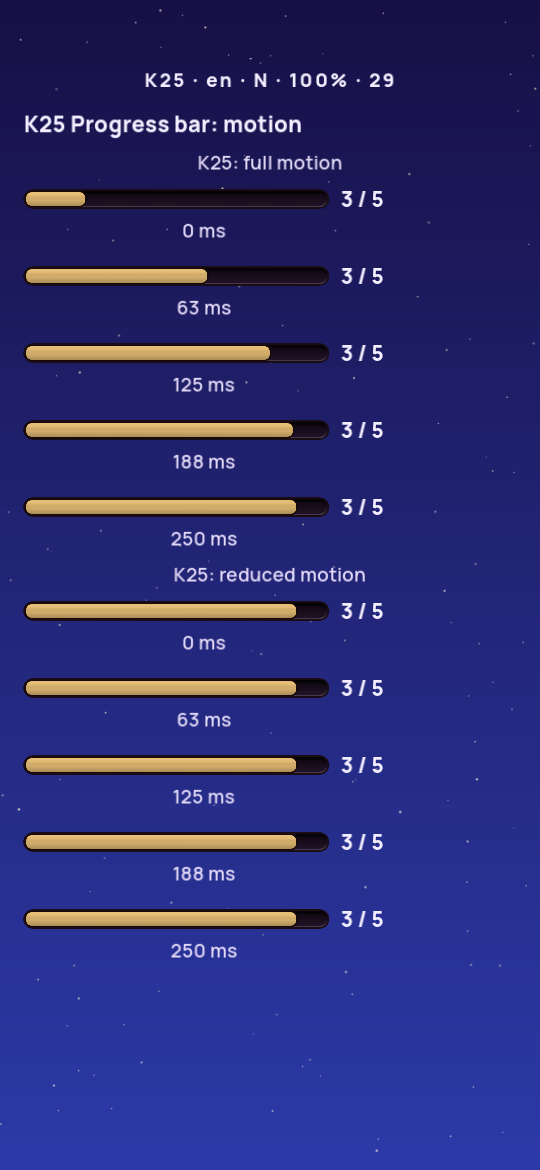 K25 · en · N · 100% · 29
K25 Progress bar: motion
K25: full motion
3 / 5
0 ms
3 / 5
63 ms
3 / 5
125 ms
3 / 5
188 ms
3 / 5
250 ms
K25: reduced motion
3 / 5
0 ms
3 / 5
63 ms
3 / 5
125 ms
3 / 5
188 ms
3 / 5
250 ms